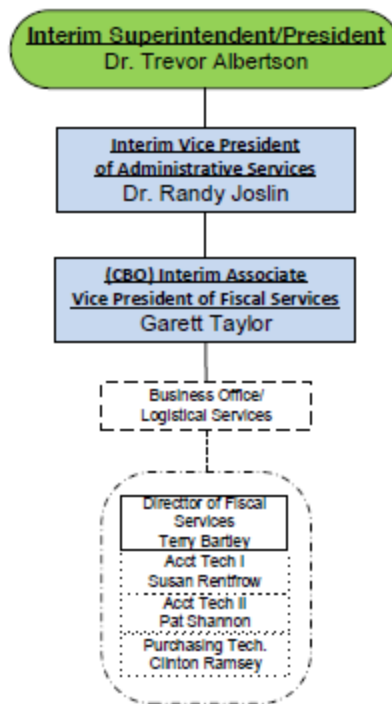 Interim Superintendent/President
Dr. Trevor Albertson
Interim Vice President
of Administrative Services
Dr. Randy Joslin
(CBO) Interim Associate
Vice President of Fiscal Services
Garett Taylor
Business Office/
Logistical Services
Directtor of Fiscal
Services
Terry Bartley
Acct Tech I
Susan Rentfrow
Acct Tech II
Pat Shannon
Purchasing Tech.
Clinton Ramsey